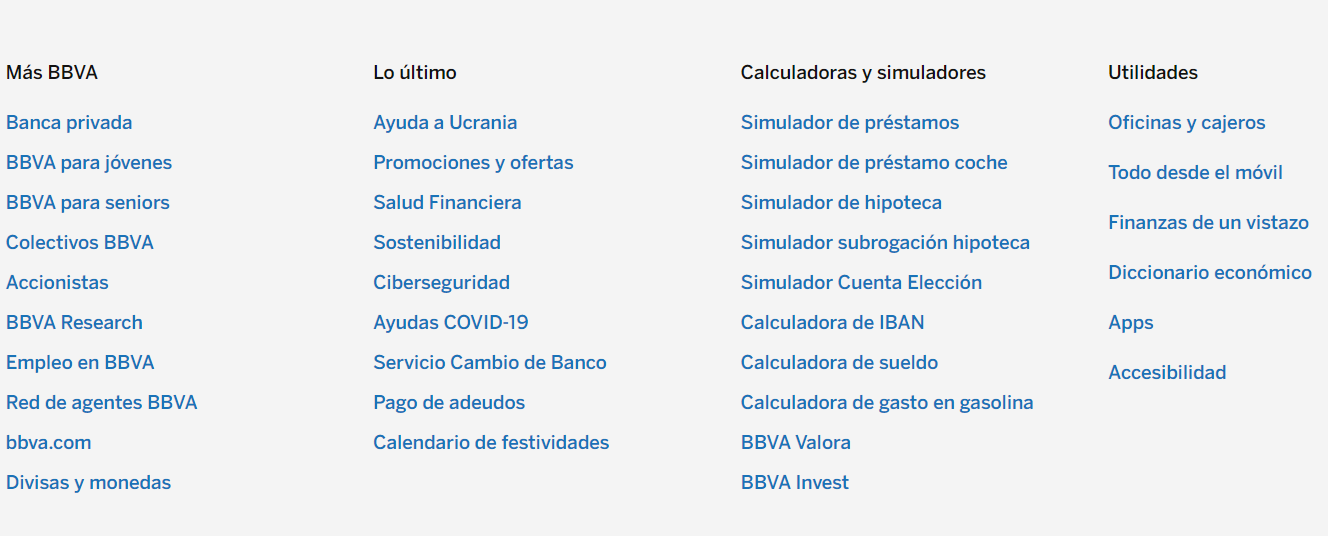 Más BBVA
Banca privada
BBVA para jóvenes
BBVA para seniors
Colectivos BBVA
Accionistas
BBVA Research
Empleo en BBVA
Red de agentes BBVA
bbva.com
Divisas y monedas
Lo último
Ayuda a Ucrania
Promociones y ofertas
Salud Financiera
Sostenibilidad
Ciberseguridad
Ayudas COVID-19
Servicio Cambio de Banco
Pago de adeudos
Calendario de festividades
Calculadoras y simuladores
Simulador de préstamos
Simulador de préstamo coche
Simulador de hipoteca
Simulador subrogación hipoteca
Simulador Cuenta Elección
Calculadora de IBAN
Calculadora de sueldo
Calculadora de gasto en gasolina
BBVA Valora
BBVA Invest
Utilidades
Oficinas y cajeros
Todo desde el móvil
Finanzas de un vistazo
Diccionario económico
Apps
Accesibilidad